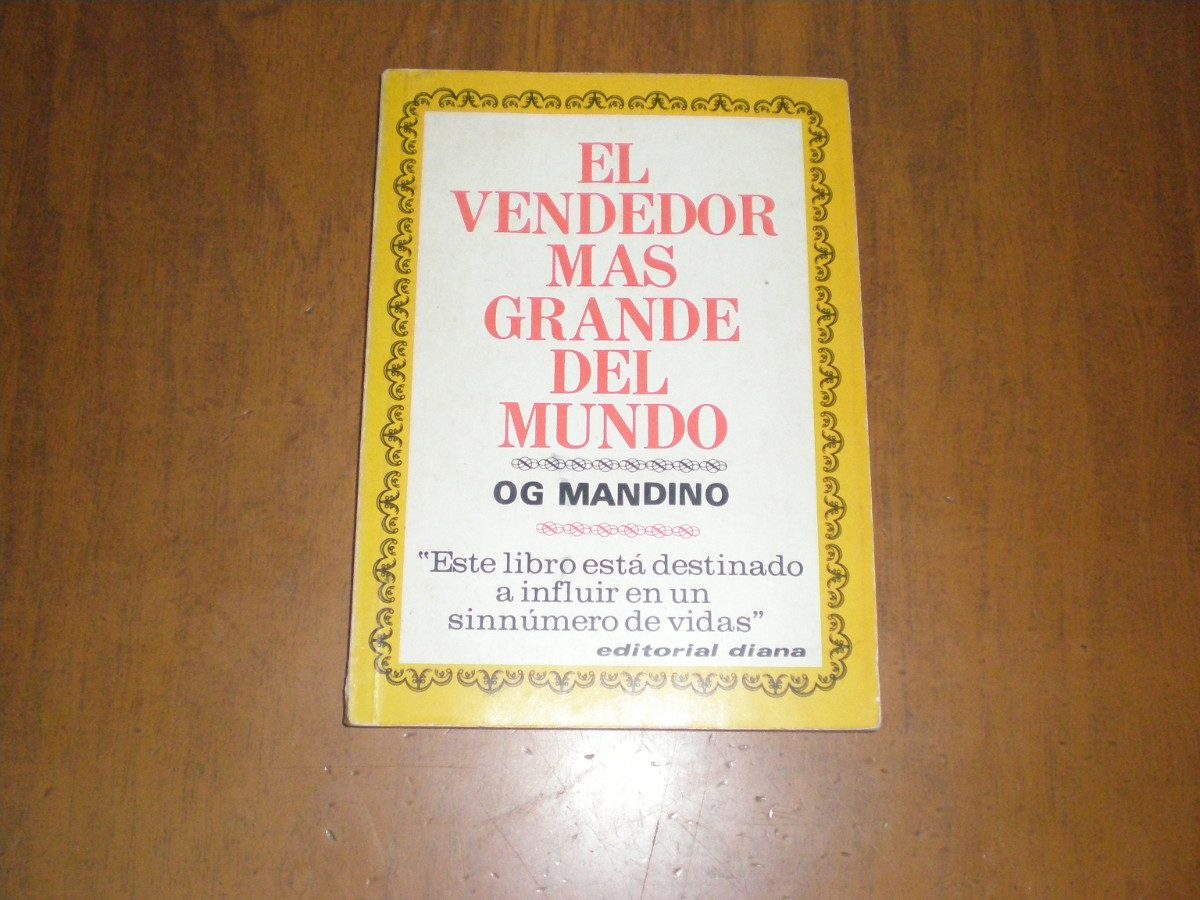 EL
VENDEDOR
MAS
GRANDE
DEL
MUNDO
OG MANDINO
"Este libro está destinado
a influir en un
sinnúmero de vidas"
editorial diana